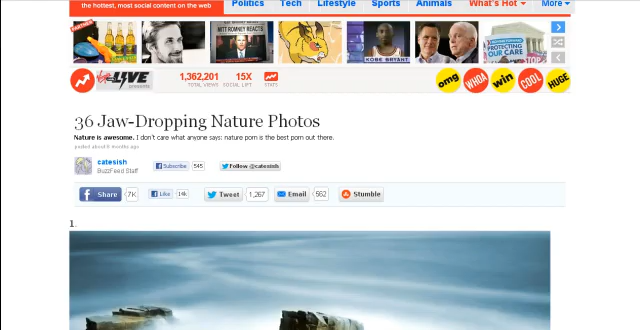 the hottest, most social content on the web
Politics Tech Lifestyle Sports Animals What's Hot More
MITT ROMNEY REACTS
KOBE BRYANT
PROTECTING
OUR CARE
LIVE
presents
1,362,201
TOTAL VIEWS
15X
SOCIAL LIFT
STATS
omg WHOA win COOL HUGE
36 Jaw-Dropping Nature Photos
Nature is awesome. I don't care what anyone says: nature porn is the best porn out there.
posted about 8 months ago
catesish
BuzzFeed Staff
Subscribe 545
Follow @catesish
Share 7K
Like 14k
Tweet 1,267
Email 562
Stumble
1.